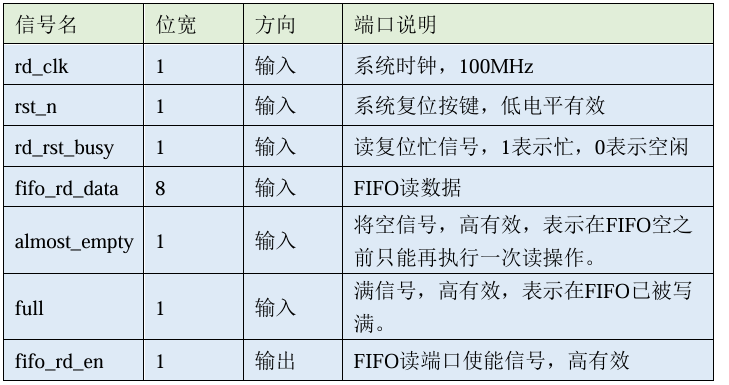 信号名 位宽 方向 端口说明
rd_clk 1 输入 系统时钟，100MHz
rst_n 1 输入 系统复位按键，低电平有效
rd_rst_busy 1 输入 读复位忙信号，1表示忙，0表示空闲
fifo_rd_data 8 输入 FIFO读数据
almost_empty 1 输入 将空信号，高有效，表示在FIFO空之
前只能再执行一次读操作。
full 1 输入 满信号，高有效，表示在FIFO已被写
满。
fifo_rd_en 1 输出 FIFO读端口使能信号，高有效